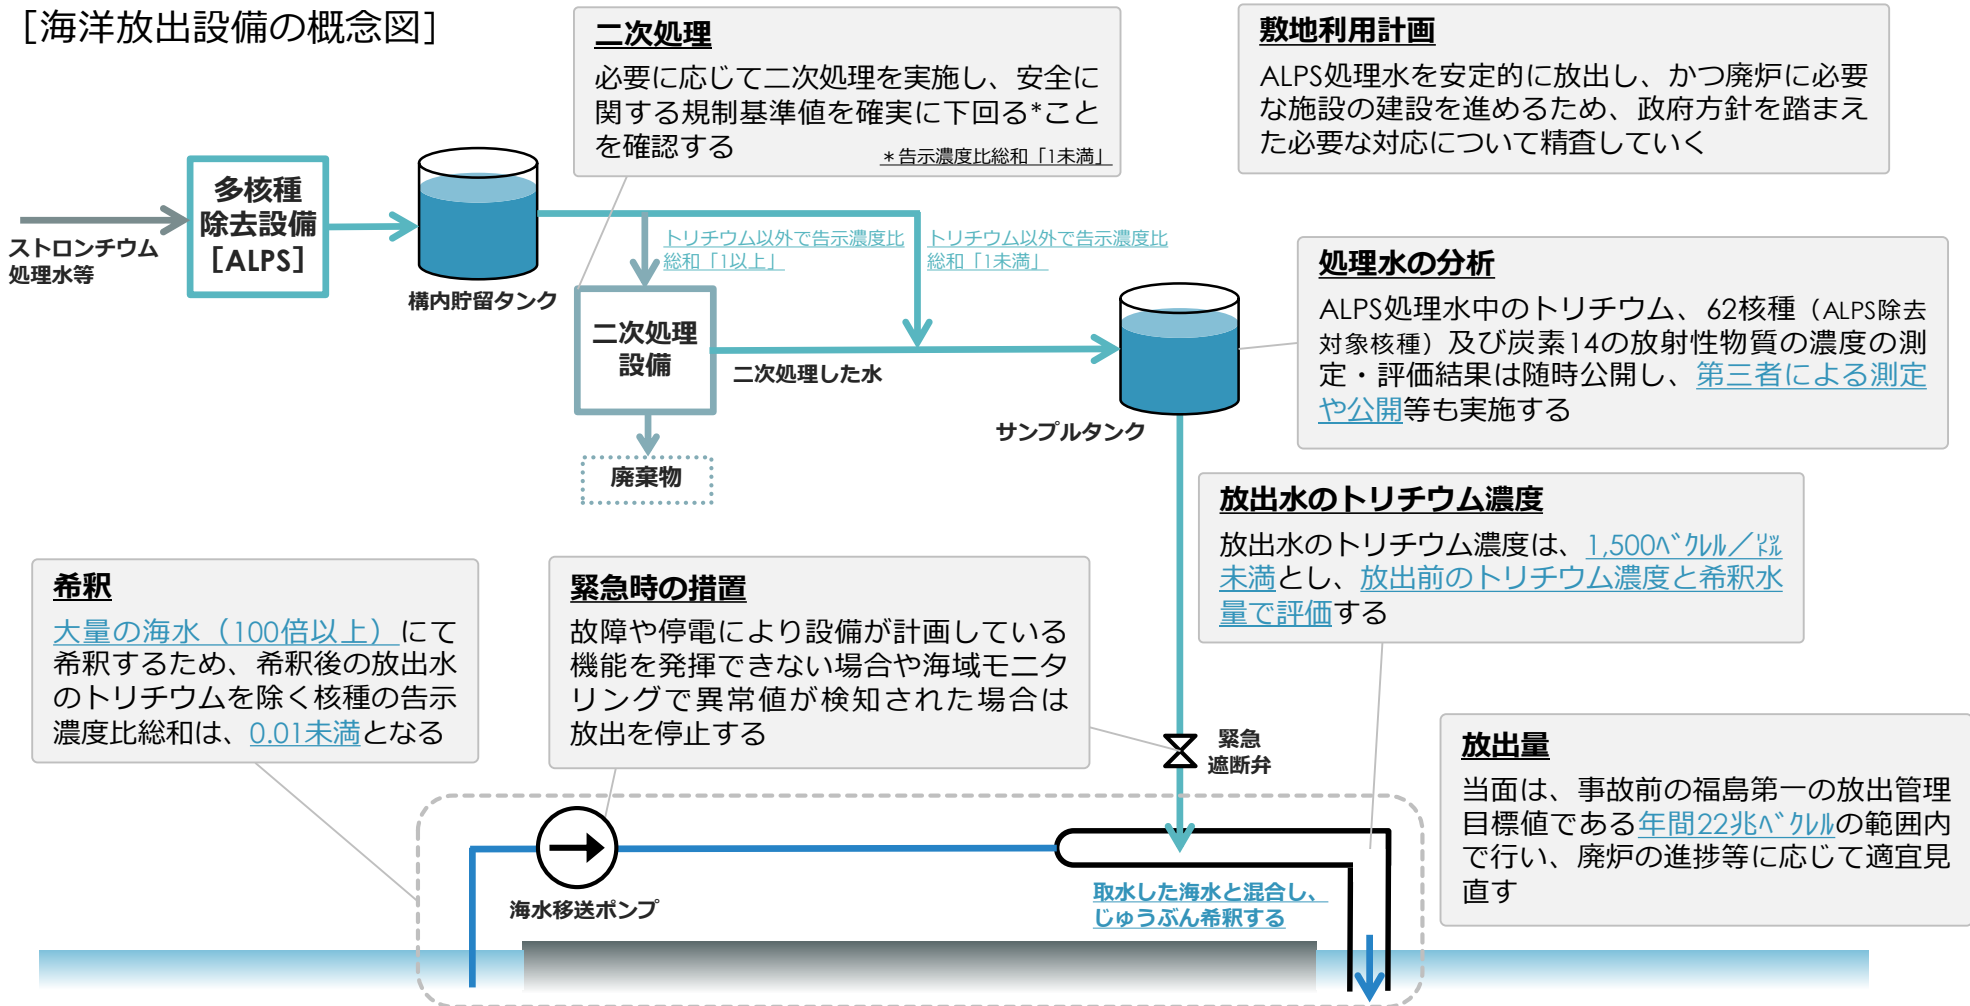 ［海洋放出設備の概念図］
二次処理
必要に応じて二次処理を実施し、安全に
関する規制基準値を確実に下回る*こと
を確認する
＊告示濃度比総和「1未満」
敷地利用計画
ALPS処理水を安定的に放出し、かつ廃炉に必要
な施設の建設を進めるため、政府方針を踏まえ
た必要な対応について精査していく
ストロンチウム
処理水等
多核種
除去設備
［ALPS］
構内貯留タンク
トリチウム以外で告示濃度比
総和「1以上」
トリチウム以外で告示濃度比
総和「1未満」
二次処理
設備
二次処理した水
廃棄物
サンプルタンク
処理水の分析
ALPS処理水中のトリチウム、62核種（ALPS除去
対象核種）及び炭素14の放射性物質の濃度の測
定・評価結果は随時公開し、第三者による測定
や公開等も実施する
放出水のトリチウム濃度
放出水のトリチウム濃度は、1,500ﾍﾞｸﾚﾙ／㍑
未満とし、放出前のトリチウム濃度と希釈水
量で評価する
希釈
大量の海水（100倍以上）にて
希釈するため、希釈後の放出水
のトリチウムを除く核種の告示
濃度比総和は、0.01未満となる
緊急時の措置
故障や停電により設備が計画している
機能を発揮できない場合や海域モニタ
リングで異常値が検知された場合は
放出を停止する
緊急
遮断弁
放出量
当面は、事故前の福島第一の放出管理
目標値である年間22兆ﾍﾞｸﾚﾙの範囲内
で行い、廃炉の進捗等に応じて適宜見
直す
海水移送ポンプ
取水した海水と混合し、
じゅうぶん希釈する